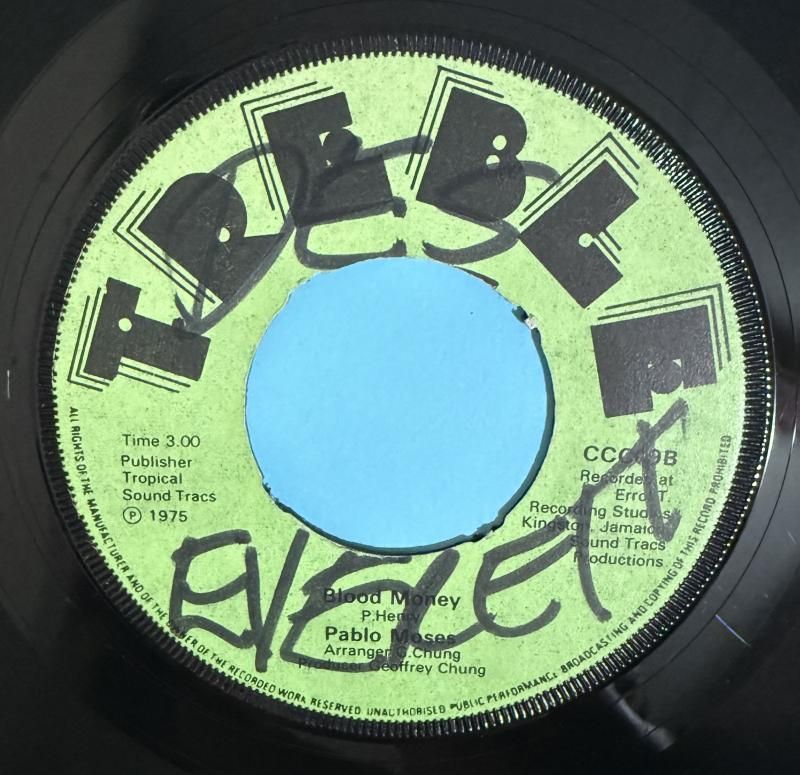 TREBLE
Time 3.00
Publisher
Tropical
Sound Tracs
Ⓟ 1975
Recorded at
Errol T.
Recording Studios
Kingston, Jamaica
Sound Tracs
Productions
Blood Money
P.Henry
Pablo Moses
Arranger G.Chung
Producer Geoffrey Chung
ALL RIGHTS OF THE MANUFACTURER AND OF THE OWNER OF THE RECORDED WORK RESERVED UNAUTHORISED PUBLIC PERFORMANCE BROADCASTING AND COPYING OF THIS RECORD PROHIBITED